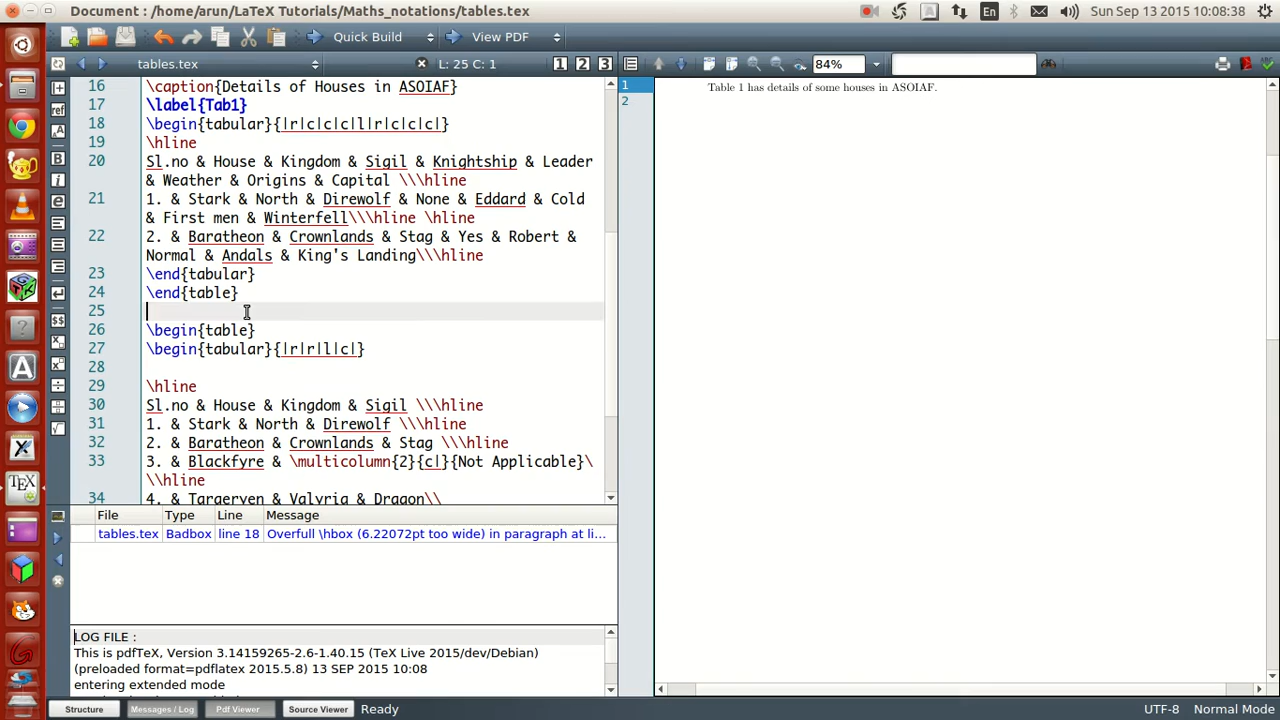 Document : /home/arun/LaTeX Tutorials/Maths_notations/tables.tex
En
Sun Sep 13 2015 10:08:38
Quick Build
View PDF
tables.tex
L: 25 C: 1
1 2 3
84%
16 \caption{Details of Houses in ASOIAF}
17 \label{Tab1}
18 \begin{tabular}{|r|c|c|c|l|r|c|c|c|}
19 \hline
20 Sl.no & House & Kingdom & Sigil & Knightship & Leader
& Weather & Origins & Capital \\\hline
21 1. & Stark & North & Direwolf & None & Eddard & Cold
& First men & Winterfell\\\hline \hline
22 2. & Baratheon & Crownlands & Stag & Yes & Robert &
Normal & Andals & King's Landing\\\hline
23 \end{tabular}
24 \end{table}
25
26 \begin{table}
27 \begin{tabular}{|r|r|l|c|}
28
29 \hline
30 Sl.no & House & Kingdom & Sigil \\\hline
31 1. & Stark & North & Direwolf \\\hline
32 2. & Baratheon & Crownlands & Stag \\\hline
33 3. & Blackfyre & \multicolumn{2}{c|}{Not Applicable}\
\\hline
34 4. & Targeryen & Valyria & Dragon\\
1
2
Table 1 has details of some houses in ASOIAF.
File Type Line Message
tables.tex Badbox line 18 Overfull \hbox (6.22072pt too wide) in paragraph at li...
LOG FILE :
This is pdfTeX, Version 3.14159265-2.6-1.40.15 (TeX Live 2015/dev/Debian)
(preloaded format=pdflatex 2015.5.8) 13 SEP 2015 10:08
entering extended mode
Structure
Messages / Log
Pdf Viewer
Source Viewer
Ready
UTF-8
Normal Mode